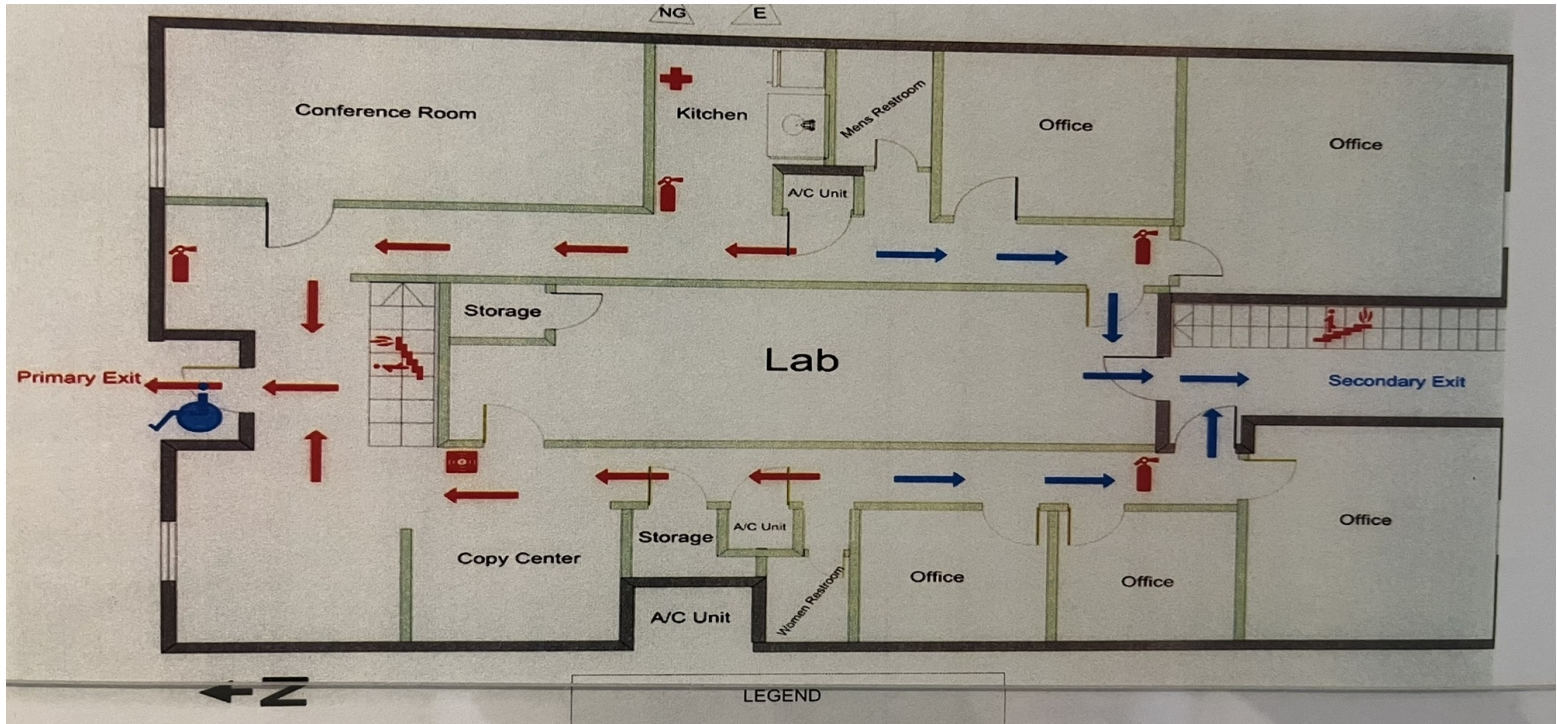 NG E
Conference Room
Kitchen
Mens Restroom
Office
Office
A/C Unit
Storage
Lab
Primary Exit
Secondary Exit
Storage
A/C Unit
Copy Center
Office
Office
Office
Women Restroom
A/C Unit
N
LEGEND